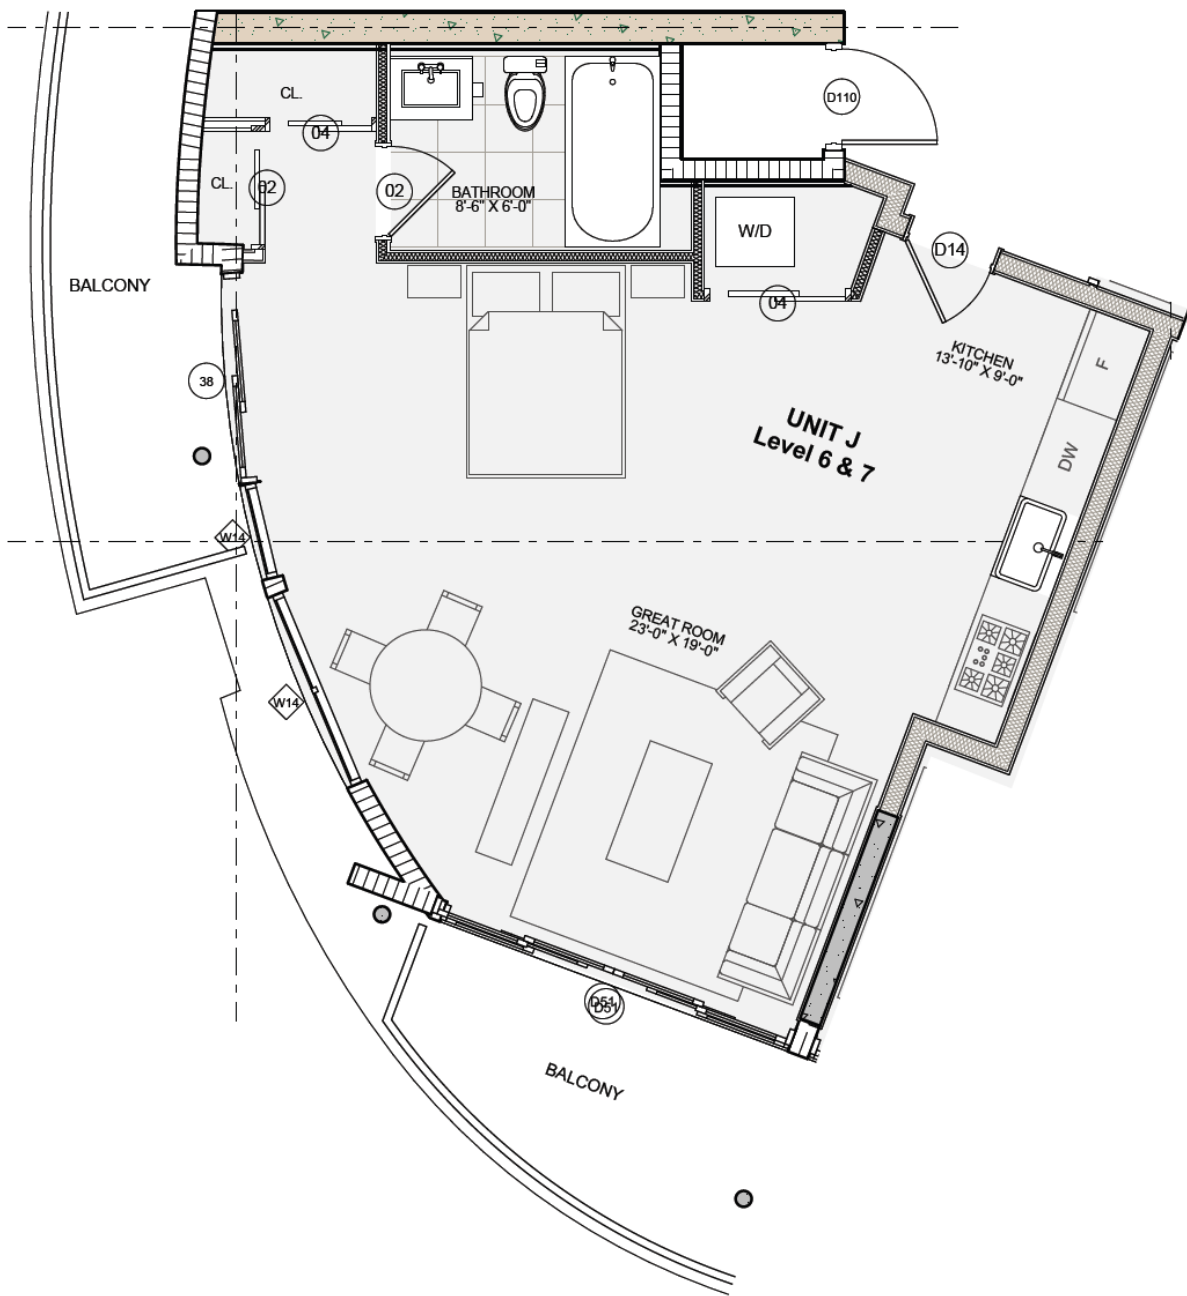 CL.
D110
04
CL.
02
02
BATHROOM
8'-6" X 6'-0"
W/D
D14
BALCONY
04
KITCHEN
13'-10" X 9'-0"
F
38
UNIT J
Level 6 & 7
DW
W14
GREAT ROOM
23'-0" X 19'-0"
W14
D51
D51
BALCONY